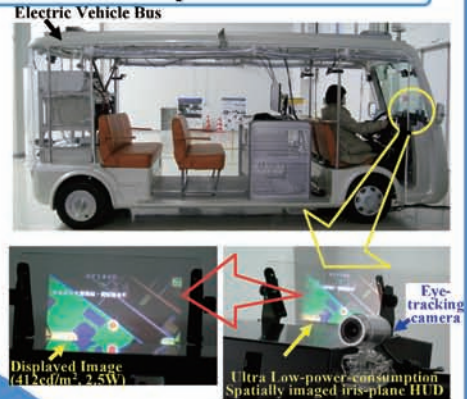 Electric Vehicle Bus
Eye-
tracking
camera
Displayed Image
(412cd/m², 2.5W)
Ultra Low-power-consumption
Spatially imaged iris-plane HUD